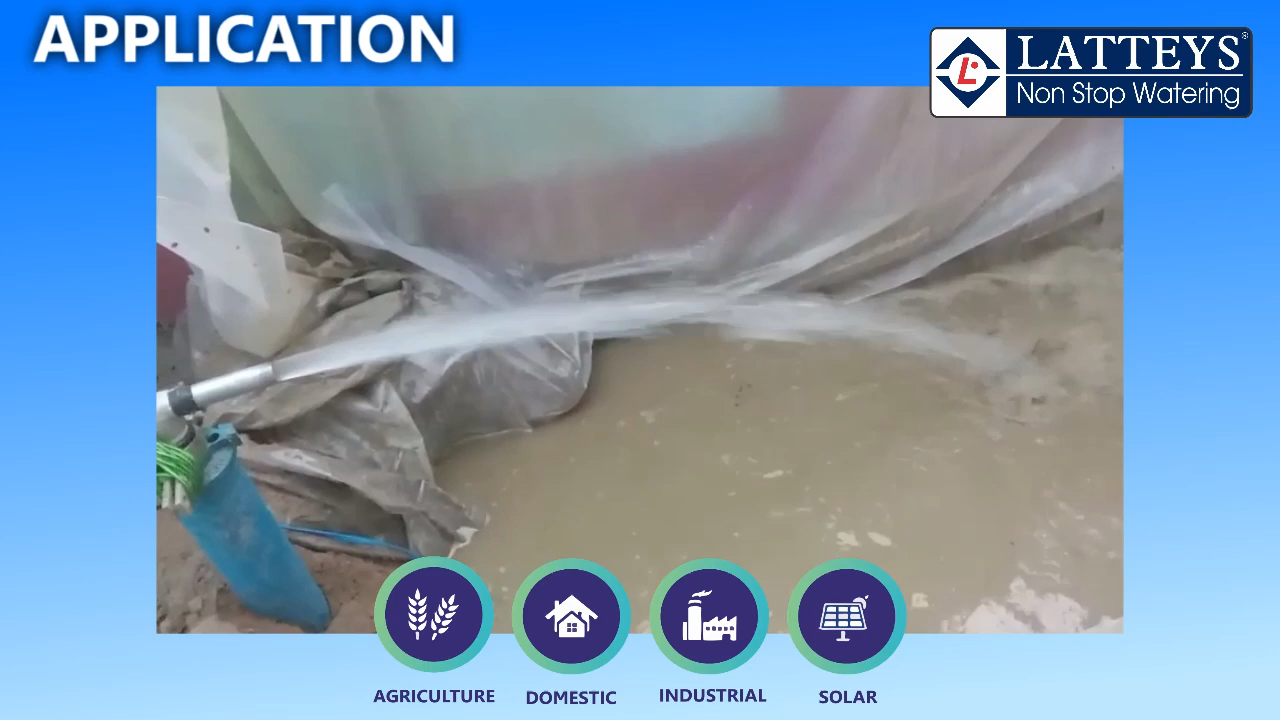 APPLICATION
LATTEYS®
Non Stop Watering
AGRICULTURE
DOMESTIC
INDUSTRIAL
SOLAR